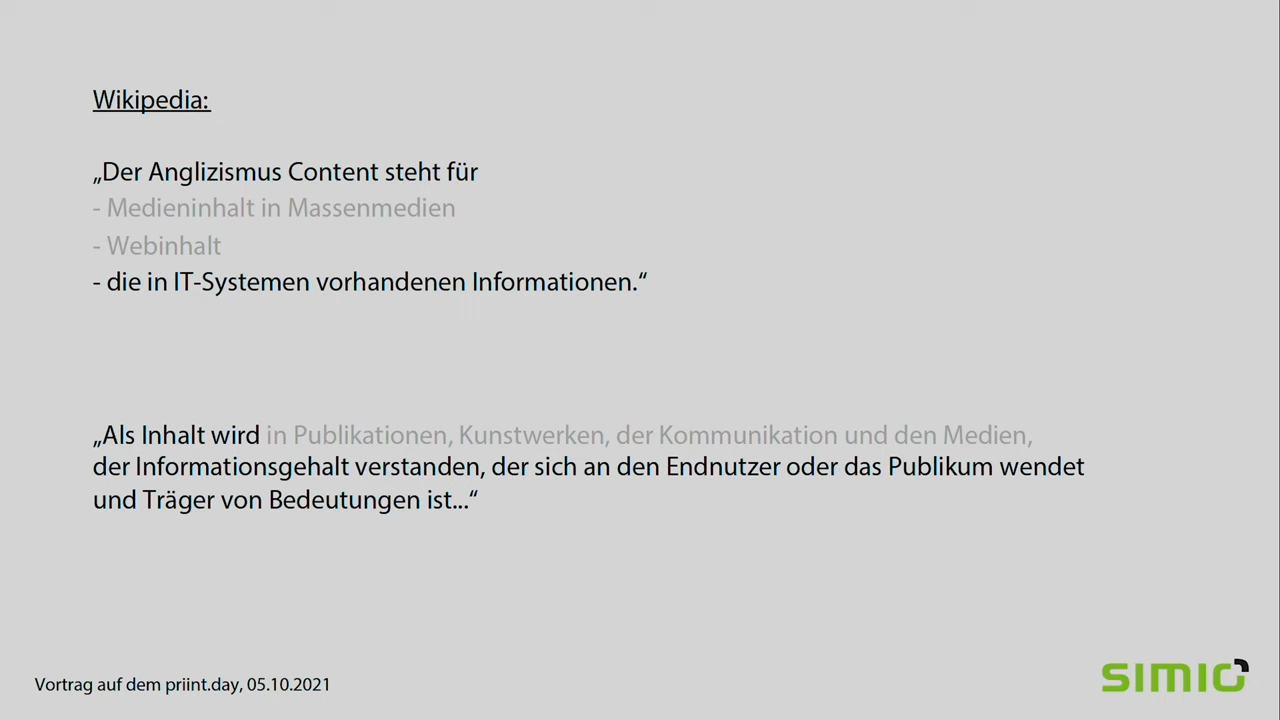 Wikipedia:
„Der Anglizismus Content steht für
- Medieninhalt in Massenmedien
- Webinhalt
- die in IT-Systemen vorhandenen Informationen.“
„Als Inhalt wird in Publikationen, Kunstwerken, der Kommunikation und den Medien,
der Informationsgehalt verstanden, der sich an den Endnutzer oder das Publikum wendet
und Träger von Bedeutungen ist...“
Vortrag auf dem priint.day, 05.10.2021
SIMIO